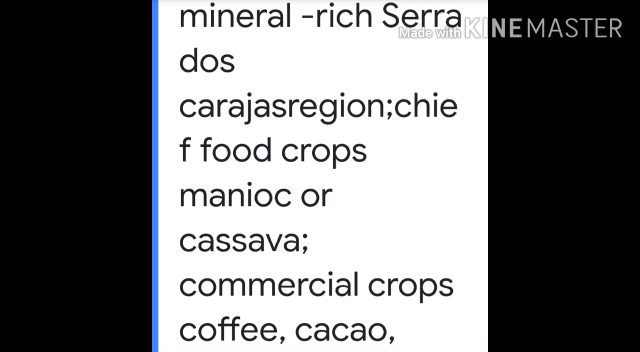 mineral -rich Serra
Made with KINEMASTER
dos
carajasregion;chie
f food crops
manioc or
cassava;
commercial crops
coffee, cacao,